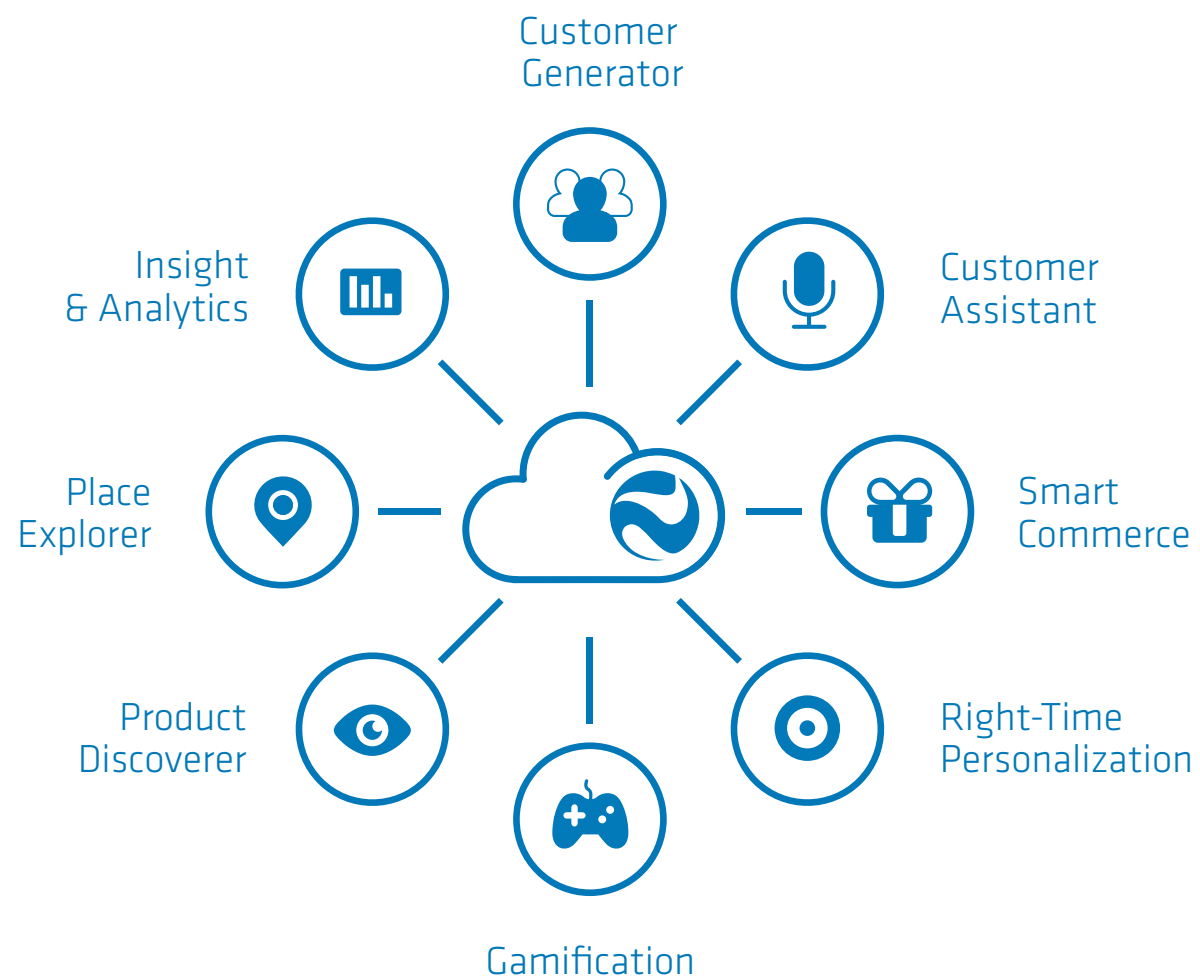 Customer
Generator
Insight
& Analytics
Customer
Assistant
Place
Explorer
Smart
Commerce
Product
Discoverer
Right-Time
Personalization
Gamification